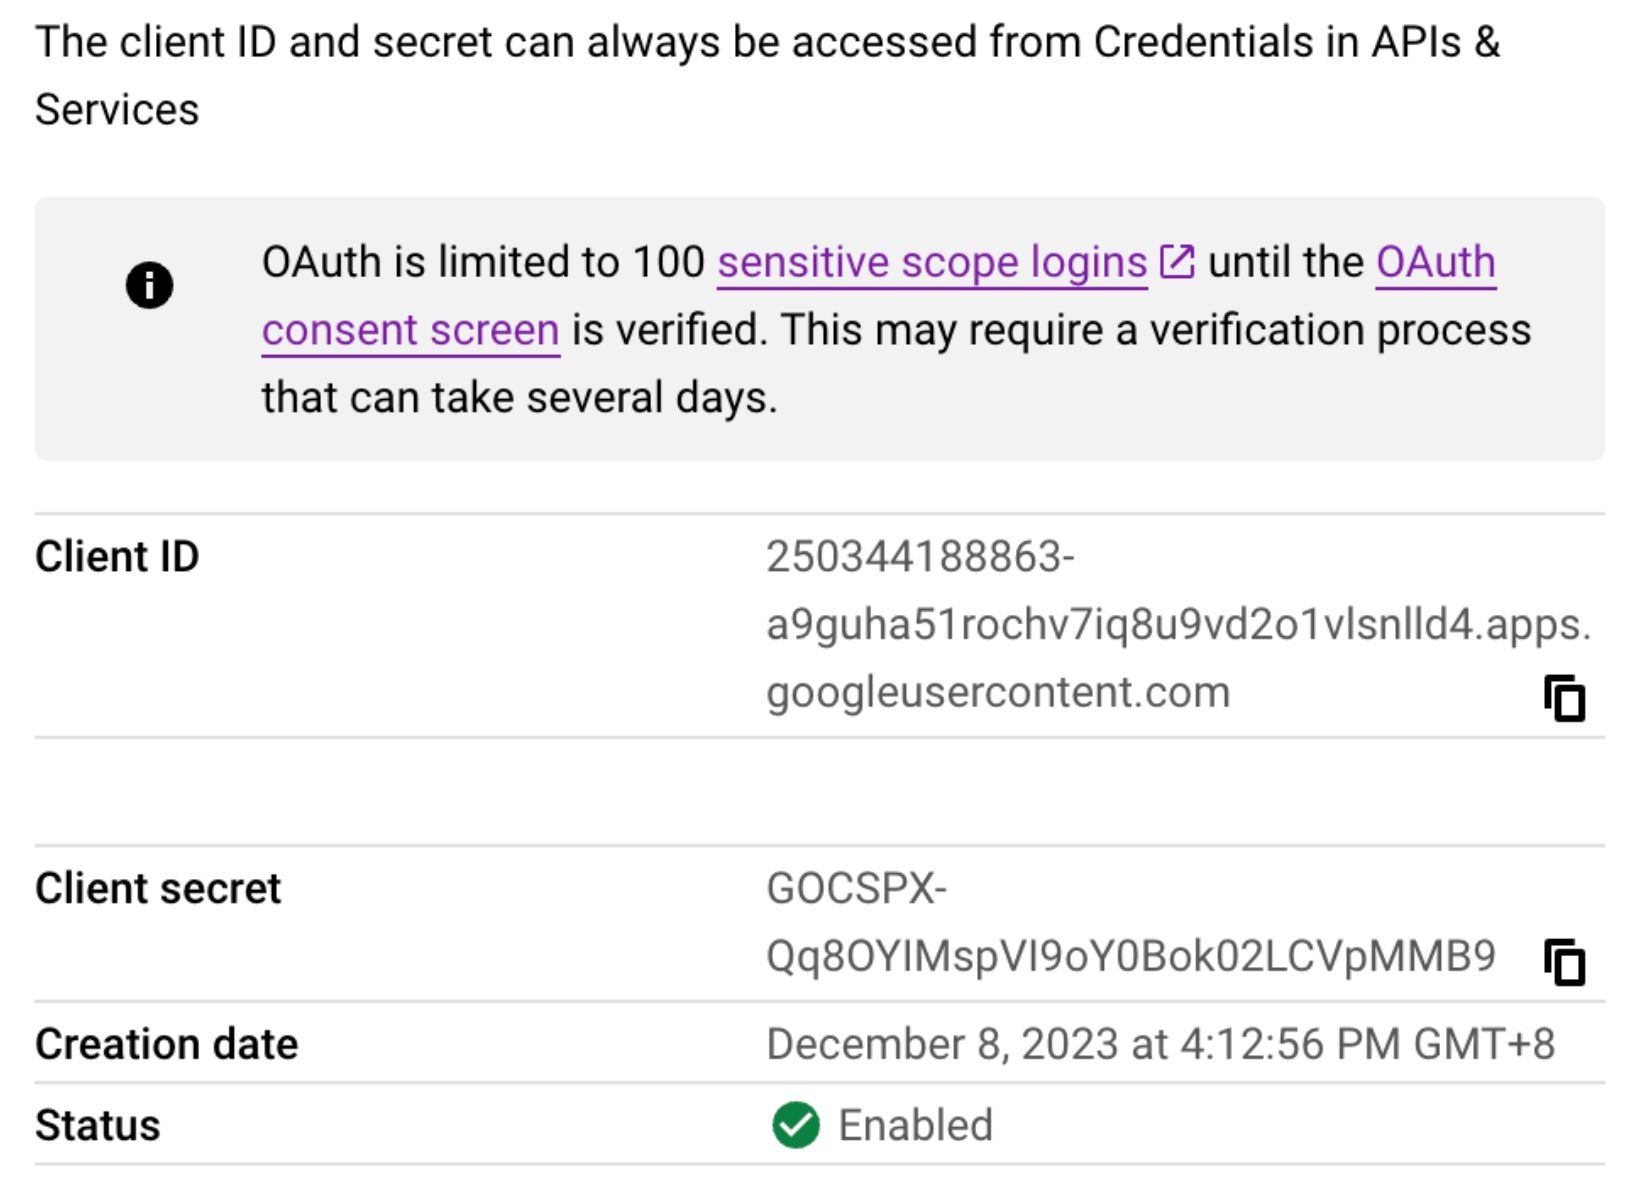 The client ID and secret can always be accessed from Credentials in APIs &
Services
OAuth is limited to 100 sensitive scope logins until the OAuth
consent screen is verified. This may require a verification process
that can take several days.
Client ID
250344188863-
a9guha51rochv7iq8u9vd2o1vlsnlld4.apps.
googleusercontent.com
Client secret
GOCSPX-
Qq8OYIMspVI9oY0Bok02LCVpMMB9
Creation date
December 8, 2023 at 4:12:56 PM GMT+8
Status
Enabled